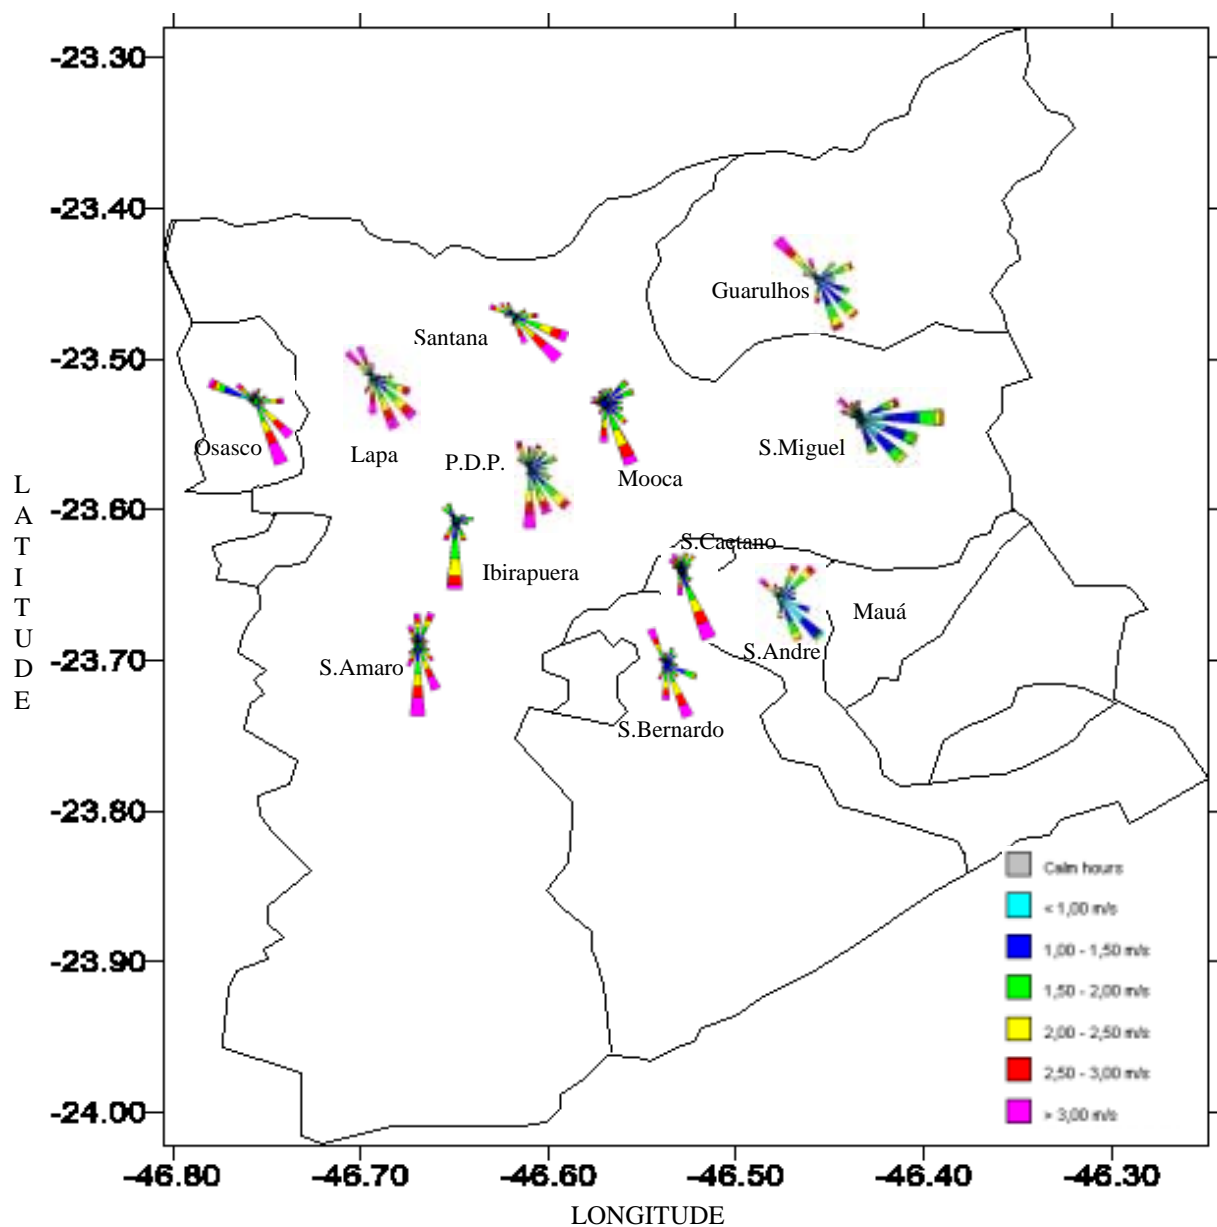 -23.30
-23.40
-23.50
-23.60
-23.70
-23.80
-23.90
-24.00
LATITUDE
Guarulhos
Santana
Osasco
Lapa
P.D.P.
Mooca
S.Miguel
S.Caetano
Ibirapuera
Mauá
S.Andre
S.Amaro
S.Bernardo
Calm hours
< 1,00 m/s
1,00 - 1,50 m/s
1,50 - 2,00 m/s
2,00 - 2,50 m/s
2,50 - 3,00 m/s
> 3,00 m/s
-46.80 -46.70 -46.60 -46.50 -46.40 -46.30
LONGITUDE